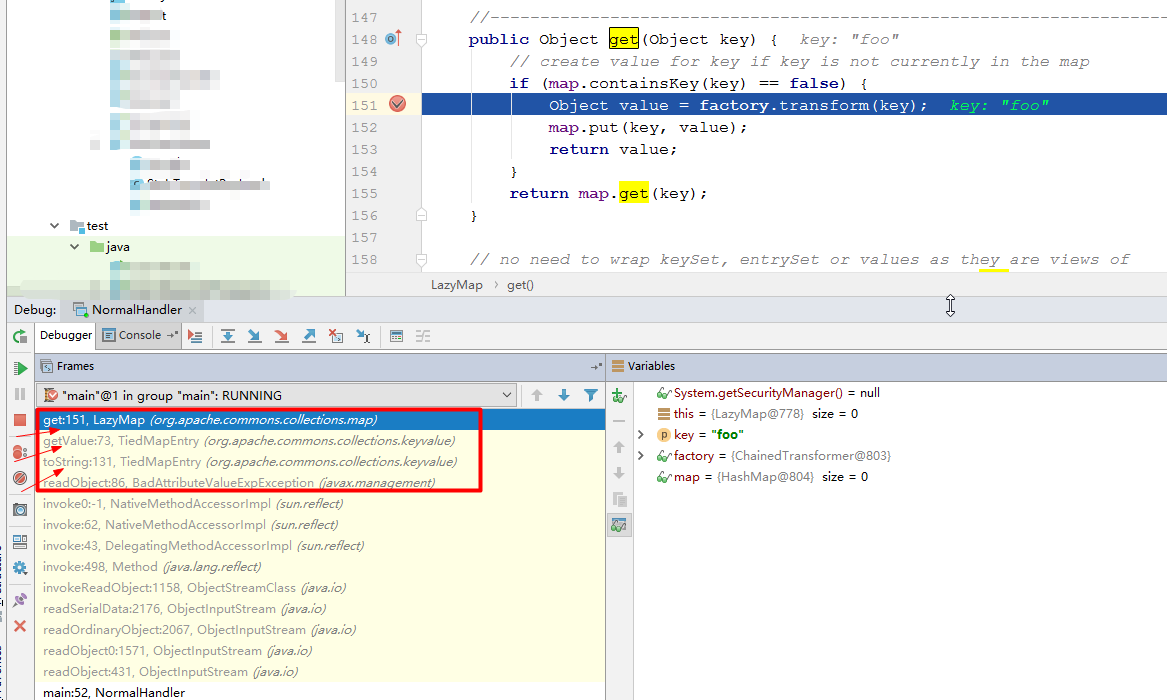 test
java
147 //
148 public Object get(Object key) { key: "foo"
149 // create value for key if key is not currently in the map
150 if (map.containsKey(key) == false) {
151 Object value = factory.transform(key); key: "foo"
152 map.put(key, value);
153 return value;
154 }
155 return map.get(key);
156 }
157
158 // no need to wrap keySet, entrySet or values as they are views of
LazyMap › get()
Debug: NormalHandler
Debugger Console
Frames
"main"@1 in group "main": RUNNING
get:151, LazyMap (org.apache.commons.collections.map)
getValue:73, TiedMapEntry (org.apache.commons.collections.keyvalue)
toString:131, TiedMapEntry (org.apache.commons.collections.keyvalue)
readObject:86, BadAttributeValueExpException (javax.management)
invoke0:-1, NativeMethodAccessorImpl (sun.reflect)
invoke:62, NativeMethodAccessorImpl (sun.reflect)
invoke:43, DelegatingMethodAccessorImpl (sun.reflect)
invoke:498, Method (java.lang.reflect)
invokeReadObject:1158, ObjectStreamClass (java.io)
readSerialData:2176, ObjectInputStream (java.io)
readOrdinaryObject:2067, ObjectInputStream (java.io)
readObject0:1571, ObjectInputStream (java.io)
readObject:431, ObjectInputStream (java.io)
main:52, NormalHandler
Variables
System.getSecurityManager() = null
this = {LazyMap@778} size = 0
key = "foo"
factory = {ChainedTransformer@803}
map = {HashMap@804} size = 0